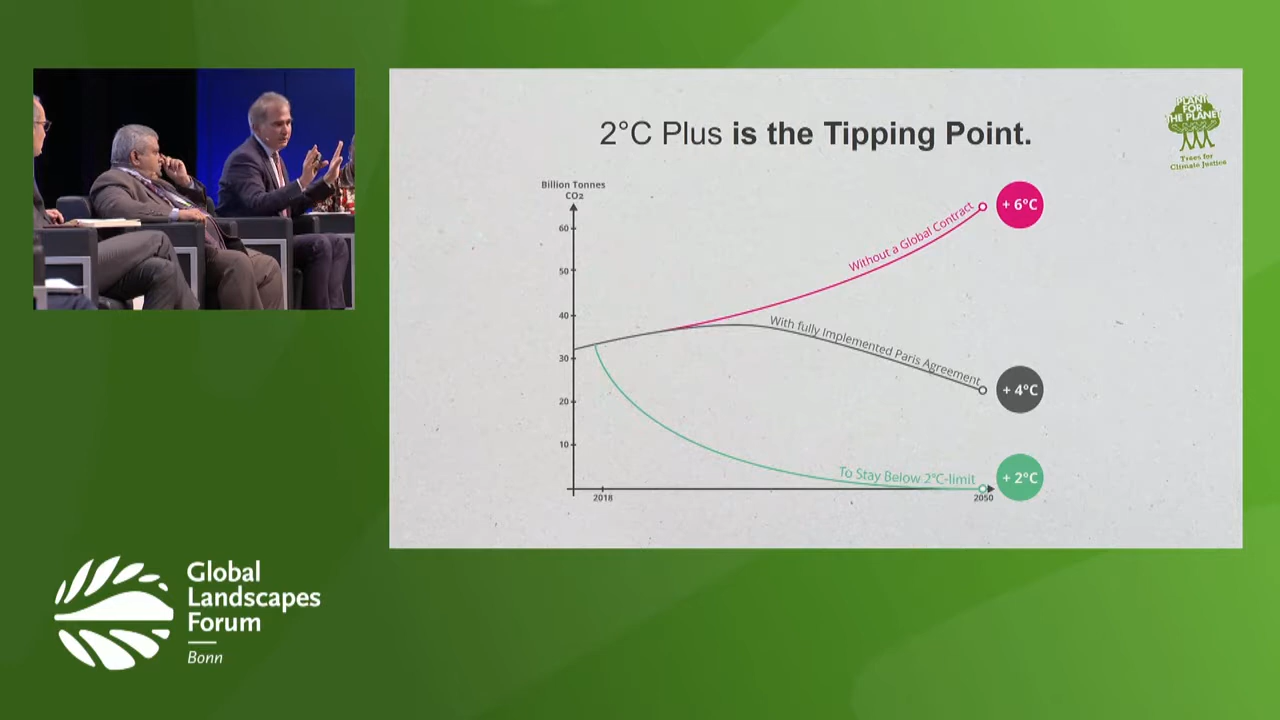 2°C Plus is the Tipping Point.
PLANT
FOR
THE PLANET
Trees for
Climate Justice
Billion Tonnes
CO₂
60
50
40
30
20
10
2018
2050
Without a Global Contract
+ 6°C
With fully Implemented Paris Agreement
+ 4°C
To Stay Below 2°C-limit
+ 2°C
Global
Landscapes
Forum
Bonn